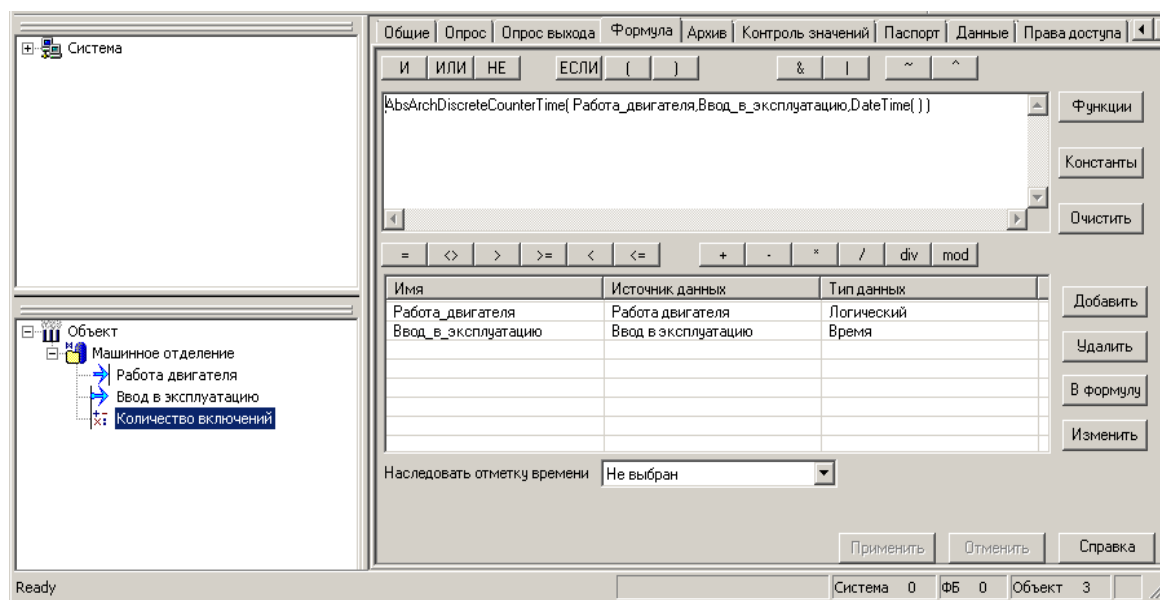 Система
Объект
Машинное отделение
Работа двигателя
Ввод в эксплуатацию
Количество включений
Общие Опрос Опрос выхода Формула Архив Контроль значений Паспорт Данные Права доступа
И ИЛИ НЕ ЕСЛИ ( ) & | ~ ^
AbsArchDiscreteCounterTime( Работа_двигателя,Ввод_в_эксплуатацию,DateTime( ) )
Функции
Константы
Очистить
= <> > >= < <= + - * / div mod
Имя Источник данных Тип данных
Работа_двигателя Работа двигателя Логический
Ввод_в_эксплуатацию Ввод в эксплуатацию Время
Добавить
Удалить
В формулу
Изменить
Наследовать отметку времени Не выбран
Применить Отменить Справка
Ready Система 0 ФБ 0 Объект 3